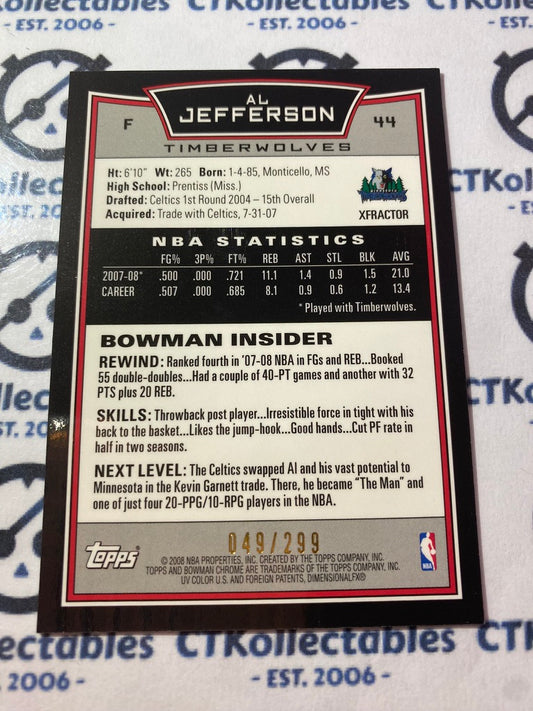 CTKollectables CTKollectables
- EST. 2006 - - EST. 2006 -
AL
JEFFERSON
F 44
TIMBERWOLVES
Ht: 6'10" Wt: 265 Born: 1-4-85, Monticello, MS
High School: Prentiss (Miss.)
Drafted: Celtics 1st Round 2004 – 15th Overall
Acquired: Trade with Celtics, 7-31-07
XFRACTOR
NBA STATISTICS
FG% 3P% FT% REB AST STL BLK AVG
2007-08* .500 .000 .721 11.1 1.4 0.9 1.5 21.0
CAREER .507 .000 .685 8.1 0.9 0.6 1.2 13.4
* Played with Timberwolves.
BOWMAN INSIDER
REWIND: Ranked fourth in '07-08 NBA in FGs and REB...Booked
55 double-doubles...Had a couple of 40-PT games and another with 32
PTS plus 20 REB.
SKILLS: Throwback post player...Irresistible force in tight with his
back to the basket...Likes the jump-hook...Good hands...Cut PF rate in
half in two seasons.
NEXT LEVEL: The Celtics swapped Al and his vast potential to
Minnesota in the Kevin Garnett trade. There, he became "The Man" and
one of just four 20-PPG/10-RPG players in the NBA.
049/299
Topps
© 2008 NBA PROPERTIES, INC. CREATED BY THE TOPPS COMPANY, INC.
TOPPS AND BOWMAN CHROME ARE TRADEMARKS OF THE TOPPS COMPANY, INC.
UV COLOR U.S. AND FOREIGN PATENTS, DIMENSIONALFX®
NBA
CTKollectables CTKollectables
- EST. 2006 - - EST. 2006 -